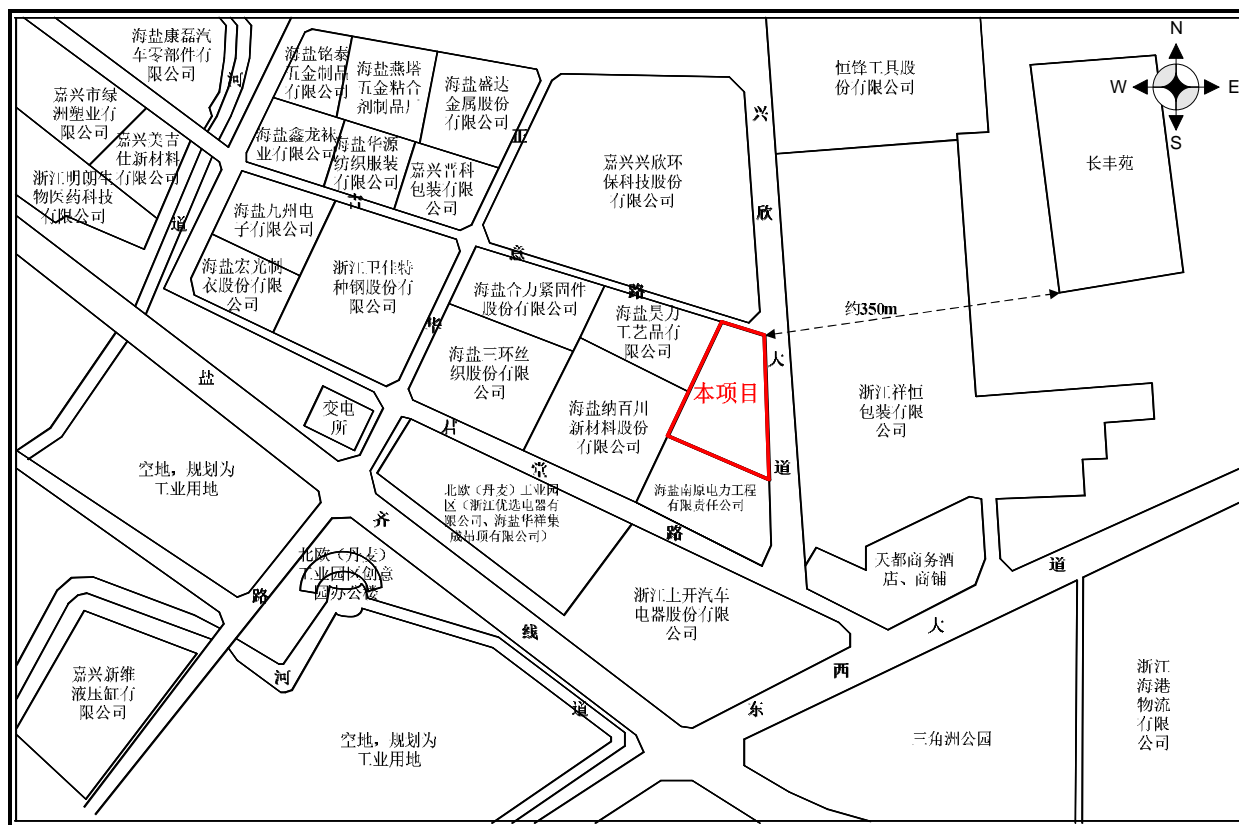 海盐康磊汽
车零部件有
限公司
河
海盐铭泰
五金制品
有限公司
海盐燕塔
五金粘合
剂制品厂
海盐盛达
金属股份
有限公司
正
兴
恒锋工具股
份有限公司
N
W
E
S
长丰苑
嘉兴市绿
洲塑业有
限公司
嘉兴美吉
仕新材料
有限公司
浙江明朗生
物医药科技
有限公司
道
海盐鑫龙袜
业有限公司
海盐华源
纺织服装
有限公司
嘉兴晋科
包装有限
公司
嘉兴兴欣环
保科技股份
有限公司
欣
海盐九州电
子有限公司
海盐宏光制
衣股份有限
公司
浙江卫佳特
种钢股份有
限公司
意
路
海盐合力紧固件
股份有限公司
海盐昊力
工艺品有
限公司
约350m
大
华
盐
海盐三环丝
织股份有限
公司
海盐纳百川
新材料股份
有限公司
本项目
浙江祥恒
包装有限
公司
变电
所
空地，规划为
工业用地
常
道
北欧（丹麦）工业园
区（浙江优选电器有
限公司、海盐华祥集
成吊顶有限公司）
海盐南原电力工程
有限责任公司
路
齐
北欧（丹麦）
工业园区创意
园办公楼
路
天都商务酒
店、商铺
道
浙江上开汽车
电器股份有限
公司
线
大
西
东
河
道
嘉兴新维
液压缸有
限公司
空地，规划为
工业用地
三角洲公园
浙江
海港
物流
有限
公司